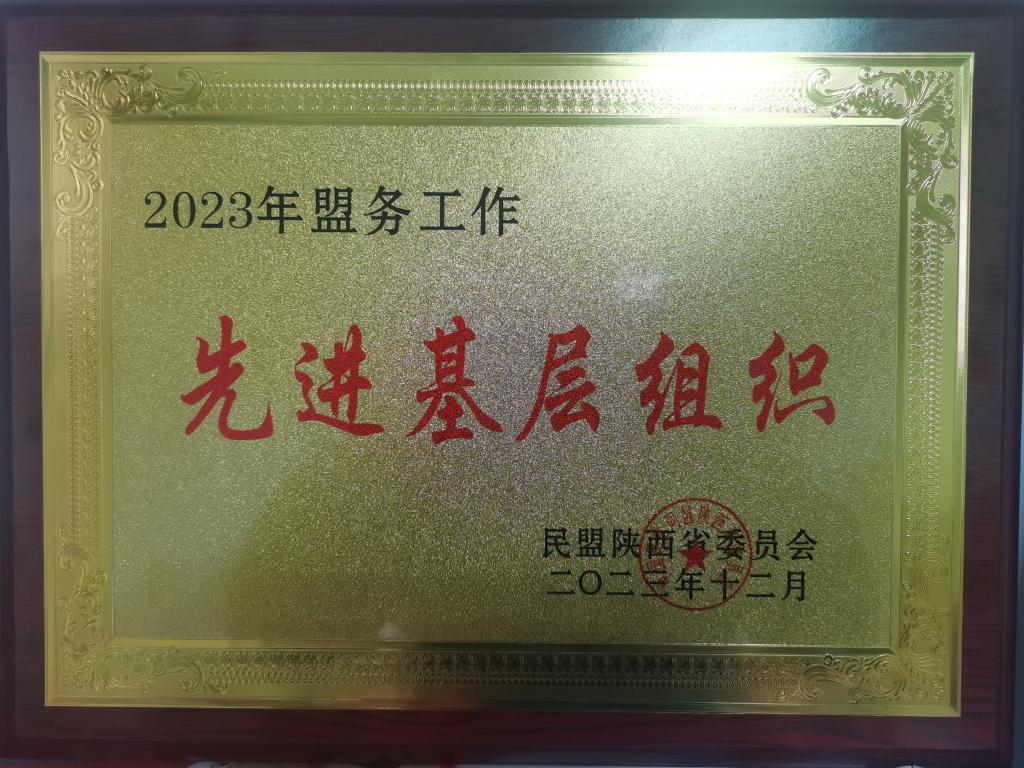 2023年盟务工作
先进基层组织
民盟陕西省委员会
二〇二三年十二月